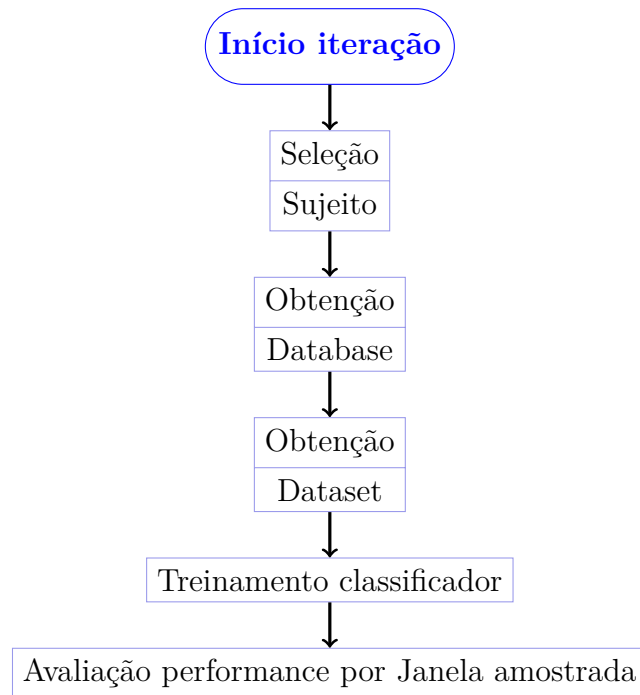 Início iteração
Seleção
Sujeito
Obtenção
Database
Obtenção
Dataset
Treinamento classificador
Avaliação performance por Janela amostrada